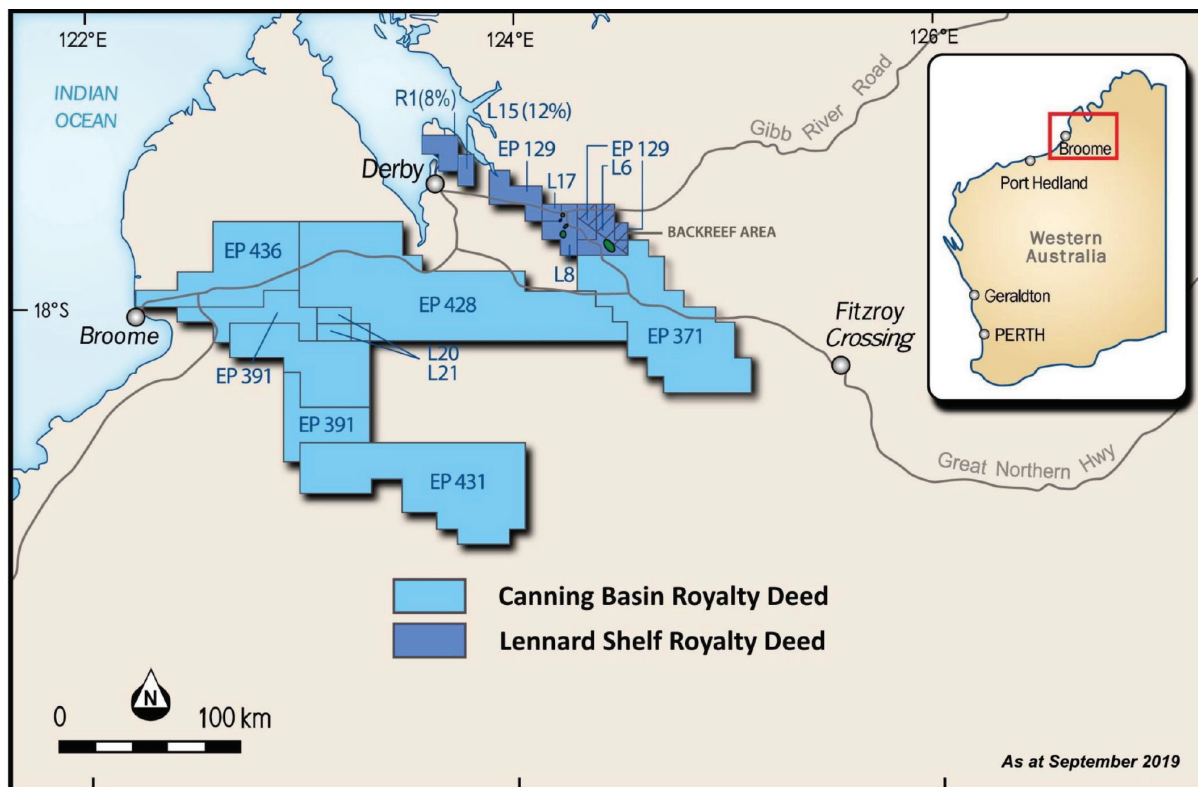 122°E
124°E
126°E
INDIAN
OCEAN
R1(8%)
L15 (12%)
EP 129
Derby
L17
EP 129
L6
Gibb River Road
BACKREEF AREA
L8
EP 436
EP 428
18°S
Broome
EP 391
L20
L21
EP 371
Fitzroy
Crossing
EP 391
EP 431
Great Northern Hwy
Broome
Port Hedland
Western
Australia
Geraldton
PERTH
Canning Basin Royalty Deed
Lennard Shelf Royalty Deed
N
0 100 km
As at September 2019